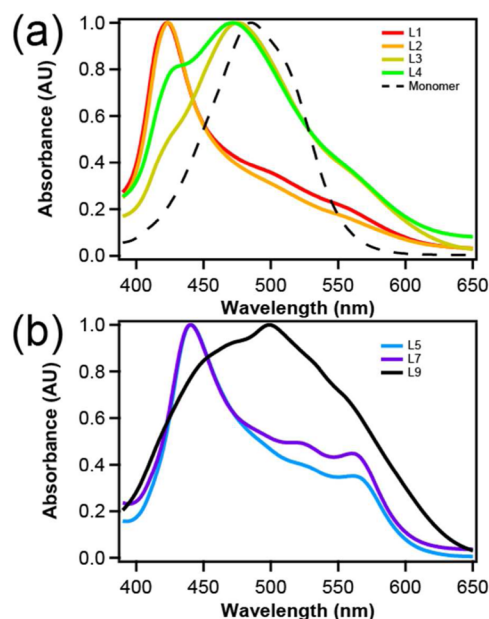 (a)
Absorbance (AU)
1.0
0.8
0.6
0.4
0.2
0.0
L1
L2
L3
L4
Monomer
400 450 500 550 600 650
Wavelength (nm)
(b)
Absorbance (AU)
1.0
0.8
0.6
0.4
0.2
0.0
L5
L7
L9
400 450 500 550 600 650
Wavelength (nm)